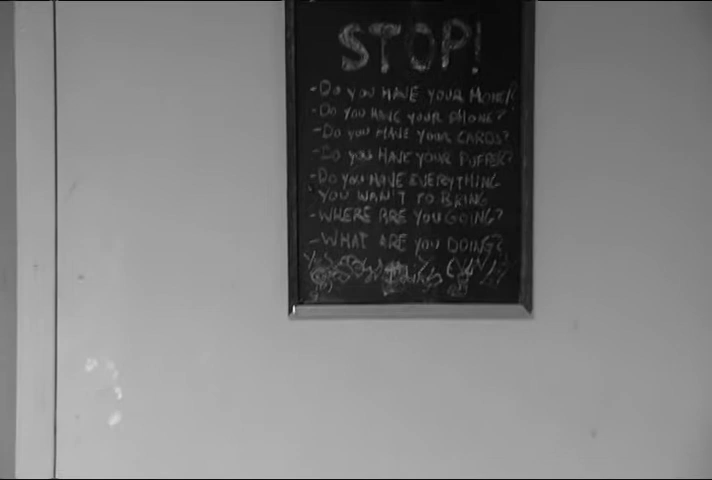 STOP!
-DO YOU HAVE YOUR MONEY?
-DO YOU HAVE YOUR PHONE?
-DO YOU HAVE YOUR CARDS?
-DO YOU HAVE YOUR PUFFER?
-DO YOU HAVE EVERYTHING
YOU WAN'T TO BRING
-WHERE ARE YOU GOING?
-WHAT ARE YOU DOING?